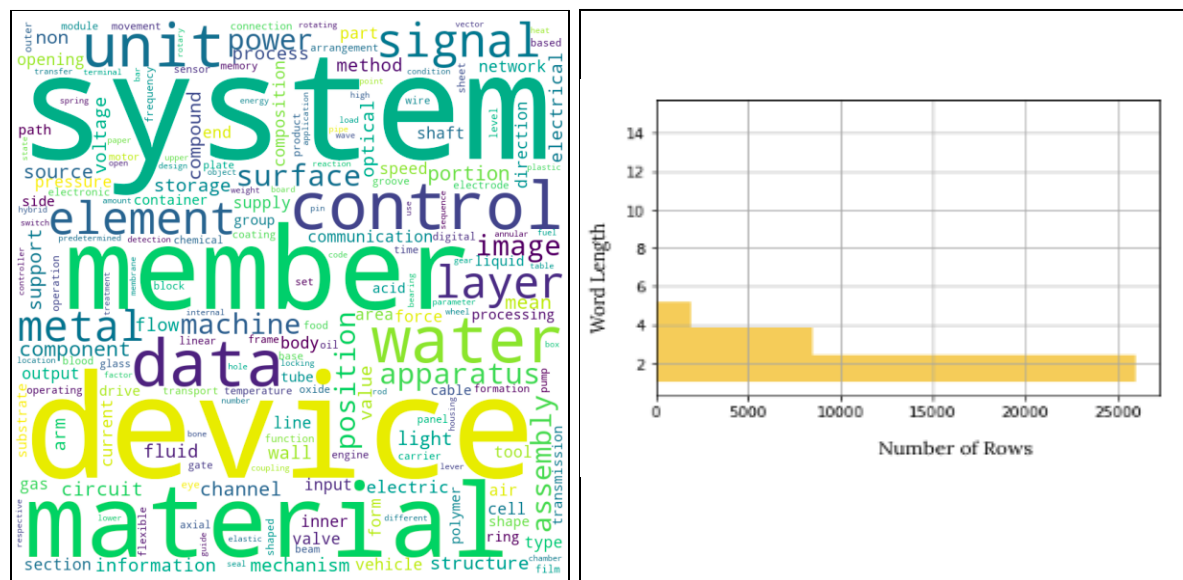 outer module movement connection rotating vector heat
non unit power part arrangement signal based
opening process method network
transfer terminal bar sensor memory point condition sheet
system
spring frequency energy high wire
path voltage end compound composition product application optical shaft level direction electrical
state paper motor upper load wave pipe
source open design plate object reaction plastic
pressure storage surface speed portion
electronic weight board groove electrode
side container supply control
hybrid amount group pin use sequence
switch element communication digital annular fuel
predetermined detection chemical coating time image
support member code gear liquid table
controller operation treatment membrane block set acid bearing layer parameter wheel mean
metal flow machine internal food area force processing
component linear frame body oil position water box
location blood glass base locking
output factor hole tube value apparatus
operating drive transport temperature oxide rod cable formation pump
substrate number data panel housing
arm current device line light assembly
bone function carrier tool
fluid gate wall engine lever
coupling
gas circuit eye channel input electric air transmission
respective lower flexible axial guide elastic shaped inner valve form different polymer cell shape
material beam ring type
section information seal mechanism vehicle structure chamber film
Word Length
14
12
10
8
6
4
2
0 5000 10000 15000 20000 25000
Number of Rows